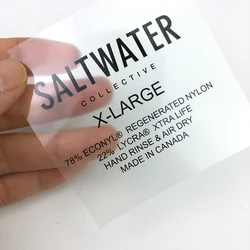 SALTWATER
COLLECTIVE
X-LARGE
78% ECONYL® REGENERATED NYLON
22% LYCRA® XTRA LIFE
HAND RINSE & AIR DRY
MADE IN CANADA